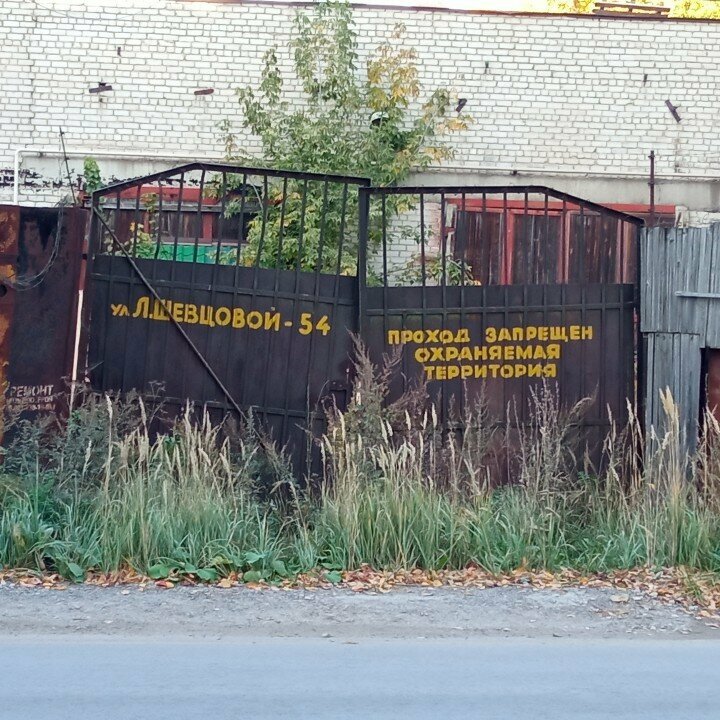 ул Л.ШЕВЦОВОЙ - 54
ПРОХОД ЗАПРЕЩЕН
ОХРАНЯЕМАЯ
ТЕРРИТОРИЯ
РЕМОНТ